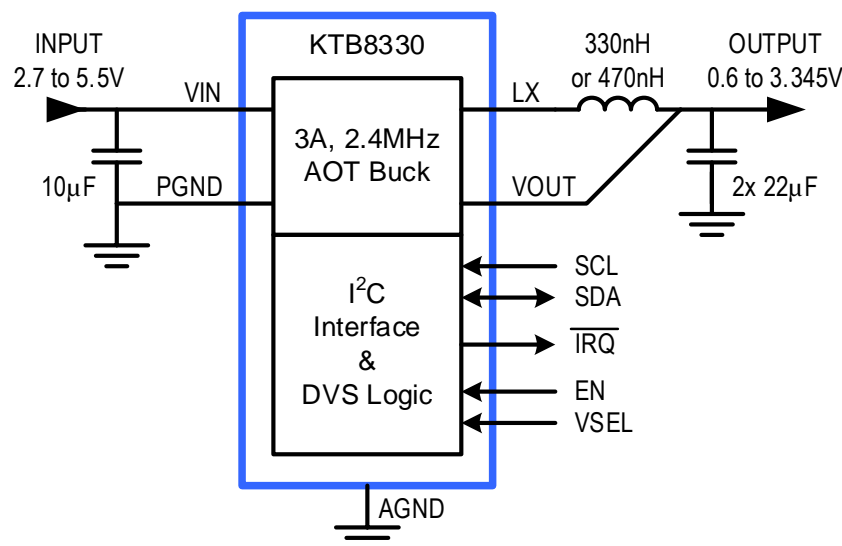 INPUT
2.7 to 5.5V
KTB8330
330nH
or 470nH
OUTPUT
0.6 to 3.345V
VIN
LX
3A, 2.4MHz
AOT Buck
10μF
PGND
VOUT
2x 22μF
I²C
Interface
&
DVS Logic
SCL
SDA
IRQ
EN
VSEL
AGND